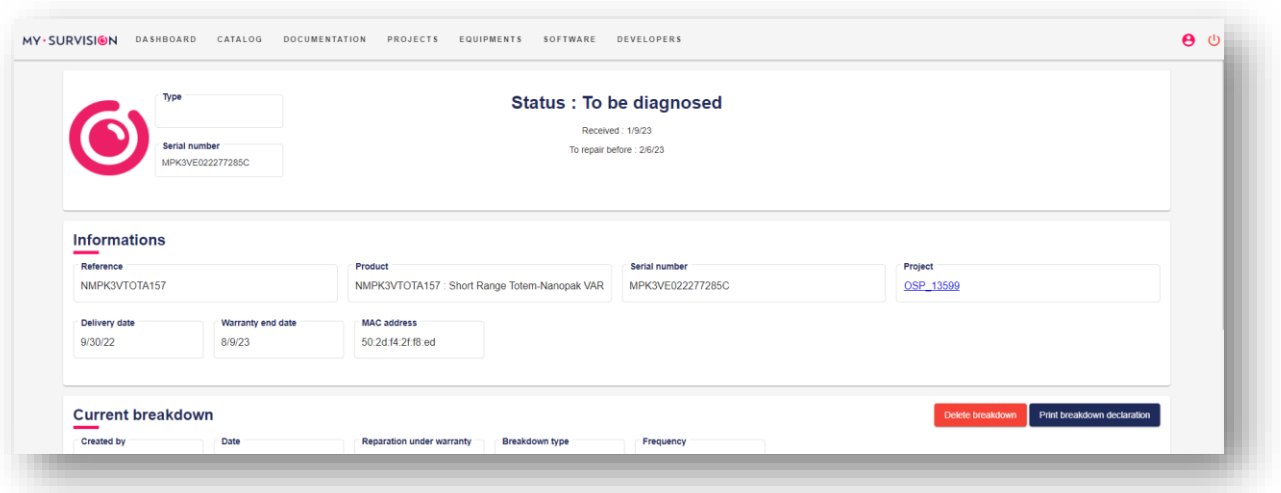 MY·SURVISION DASHBOARD CATALOG DOCUMENTATION PROJECTS EQUIPMENTS SOFTWARE DEVELOPERS
Type
Serial number
MPK3VE022277285C
Status : To be diagnosed
Received : 1/9/23
To repair before : 2/6/23
Informations
Reference Product Serial number Project
NMPK3VTOTA157 NMPK3VTOTA157 : Short Range Totem-Nanopak VAR MPK3VE022277285C OSP_13599
Delivery date Warranty end date MAC address
9/30/22 8/9/23 50:2d:f4:2f:f8:ed
Current breakdown Delete breakdown Print breakdown declaration
Created by Date Reparation under warranty Breakdown type Frequency